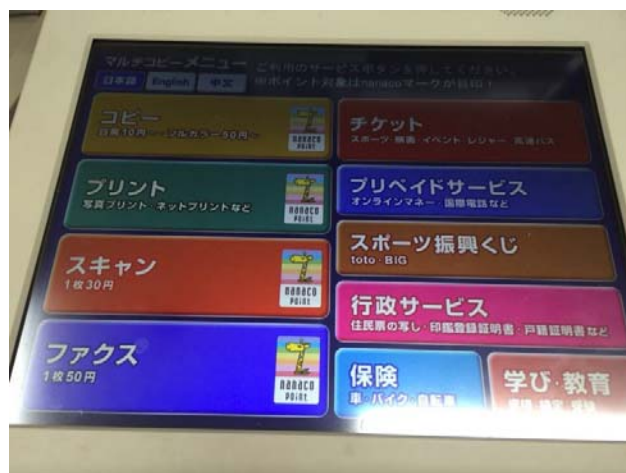 マルチコピーメニュー
ご利用のサービスボタンを押してください。
日本語 English 中文
※ポイント対象はnanacoマークが目印!
コピー
白黒10円~・フルカラー50円~
nanaco
POINT
プリント
写真プリント・ネットプリントなど
nanaco
POINT
スキャン
1枚30円
nanaco
POINT
ファクス
1枚50円
nanaco
POINT
チケット
スポーツ・映画・イベント・レジャー・高速バス
プリペイドサービス
オンラインマネー・国際電話など
スポーツ振興くじ
toto・BIG
行政サービス
住民票の写し・印鑑登録証明書・戸籍証明書など
保険
車・バイク・自転車
学び・教育